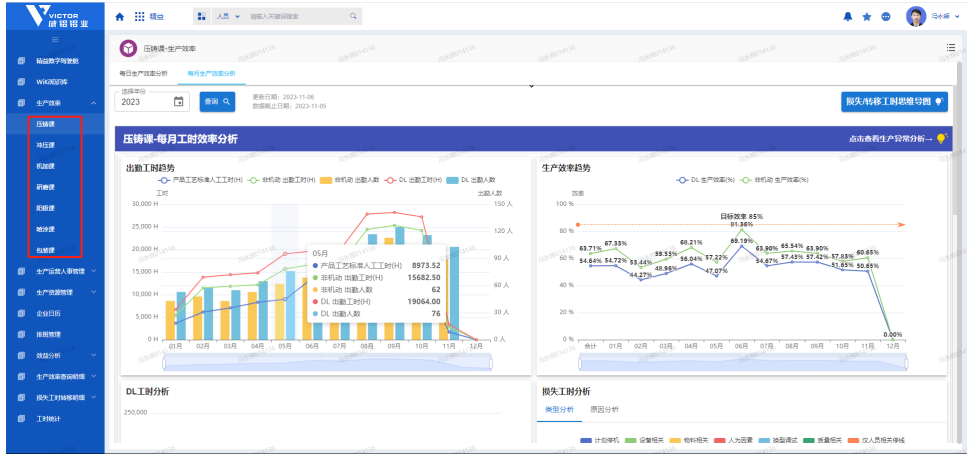 VICTOR
威铝铝业
精益
人员
请输入关键词搜索
冯永辉
精益数字驾驶舱
WIKI知识库
生产效率
压铸课
冲压课
机加课
研磨课
阳极课
喷涂课
包装课
生产运营人事管理
生产资源管理
企业日历
排班管理
效益分析
生产效率查询明细
损失工时转移明细
工时统计
压铸课-生产效率
每日生产效率分析
每月生产效率分析
选择年份
2023
查询
更新日期：2023-11-06
数据截止日期：2023-11-05
损失/转移工时思维导图
压铸课-每月工时效率分析
点击查看生产异常分析→
出勤工时趋势
产品工艺标准人工工时(H) 非机动 出勤工时(H) 非机动 出勤人数 DL 出勤工时(H) DL 出勤人数
工时
出勤人数
30,000 H
150 人
25,000 H
120 人
20,000 H
90 人
15,000 H
60 人
10,000 H
30 人
5,000 H
0 H
0 人
05月
产品工艺标准人工工时(H) 8973.52
非机动 出勤工时(H) 15682.50
非机动 出勤人数 62
DL 出勤工时(H) 19064.00
DL 出勤人数 76
01月 02月 03月 04月 05月 06月 07月 08月 09月 10月 11月 12月
生产效率趋势
DL 生产效率(%) 非机动 生产效率(%)
效率
100 %
80 %
60 %
40 %
20 %
0 %
目标效率 85%
63.71% 67.33% 53.44% 59.53% 68.21% 57.22% 81.36% 63.90% 65.54% 63.90% 57.83% 60.65%
54.64% 54.72% 44.27% 48.96% 56.04% 47.07% 69.19% 54.67% 57.43% 57.42% 51.65% 50.65% 0.00%
合计 01月 02月 03月 04月 05月 06月 07月 08月 09月 10月 11月 12月
DL工时分析
250,000
损失工时分析
类型分析
原因分析
计划停机 设备相关 物料相关 人为因素 换型调试 质量相关 仅人员相关停线